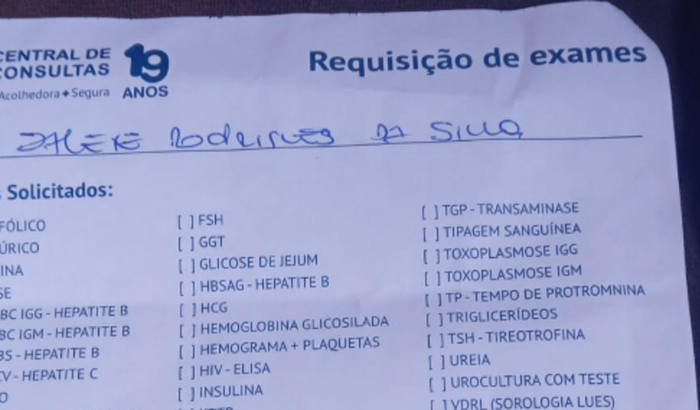 CENTRAL DE
CONSULTAS
Acolhedora + Segura
19
ANOS
Requisição de exames
Rodrigues DA SILVA
Solicitados:
FÓLICO
ÚRICO
INA
SE
BC IGG - HEPATITE B
BC IGM - HEPATITE B
BS - HEPATITE B
CV - HEPATITE C
O
[ ] FSH
[ ] GGT
[ ] GLICOSE DE JEJUM
[ ] HBSAG - HEPATITE B
[ ] HCG
[ ] HEMOGLOBINA GLICOSILADA
[ ] HEMOGRAMA + PLAQUETAS
[ ] HIV - ELISA
[ ] INSULINA
[ ] TGP - TRANSAMINASE
[ ] TIPAGEM SANGUÍNEA
[ ] TOXOPLASMOSE IGG
[ ] TOXOPLASMOSE IGM
[ ] TP - TEMPO DE PROTROMNINA
[ ] TRIGLICERÍDEOS
[ ] TSH - TIREOTROFINA
[ ] UREIA
[ ] UROCULTURA COM TESTE
[ ] VDRL (SOROLOGIA LUES)